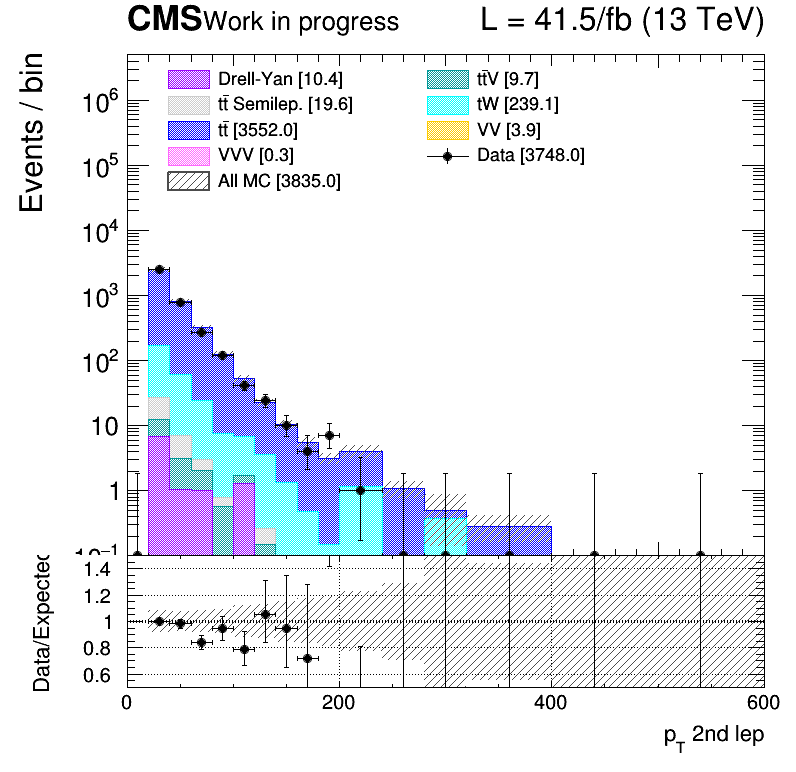 CMS Work in progress L = 41.5/fb (13 TeV)
Events / bin
Drell-Yan [10.4] tt̄V [9.7]
tt̄ Semilep. [19.6] tW [239.1]
tt̄ [3552.0] VV [3.9]
VVV [0.3] Data [3748.0]
All MC [3835.0]
10⁶
10⁵
10⁴
10³
10²
10
1
10⁻¹
Data/Expected
1.4
1.2
1
0.8
0.6
0 200 400 600
p_T 2nd lep